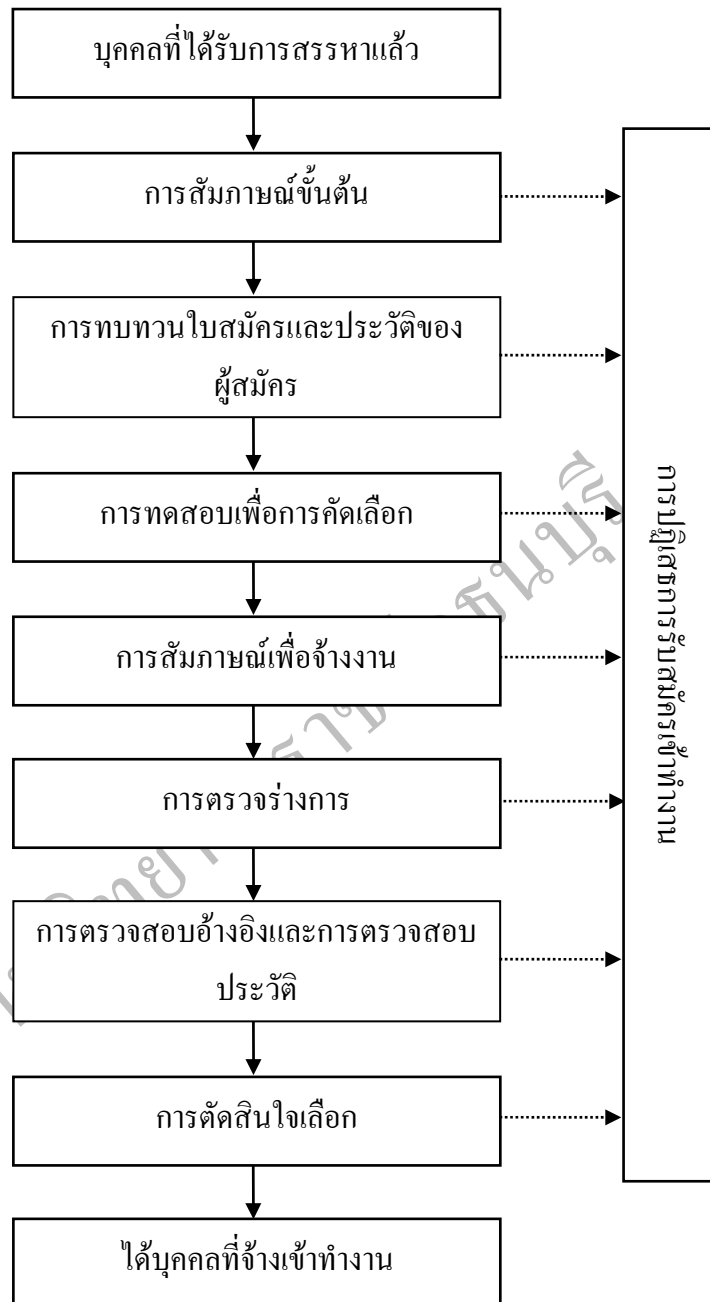 บุคคลที่ได้รับการสรรหาแล้ว
การสัมภาษณ์ขั้นต้น
การทบทวนใบสมัครและประวัติของ
ผู้สมัคร
การทดสอบเพื่อการคัดเลือก
การสัมภาษณ์เพื่อจ้างงาน
การตรวจร่างการ
การตรวจสอบอ้างอิงและการตรวจสอบ
ประวัติ
การตัดสินใจเลือก
ได้บุคคลที่จ้างเข้าทำงาน
การปฏิเสธการรับสมัครเข้าทำงาน